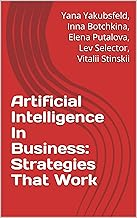 Yana Yakubsfeld,
Inna Botchkina,
Elena Putalova,
Lev Selector,
Vitalii Stinskii
Artificial
Intelligence
In
Business:
Strategies
That Work